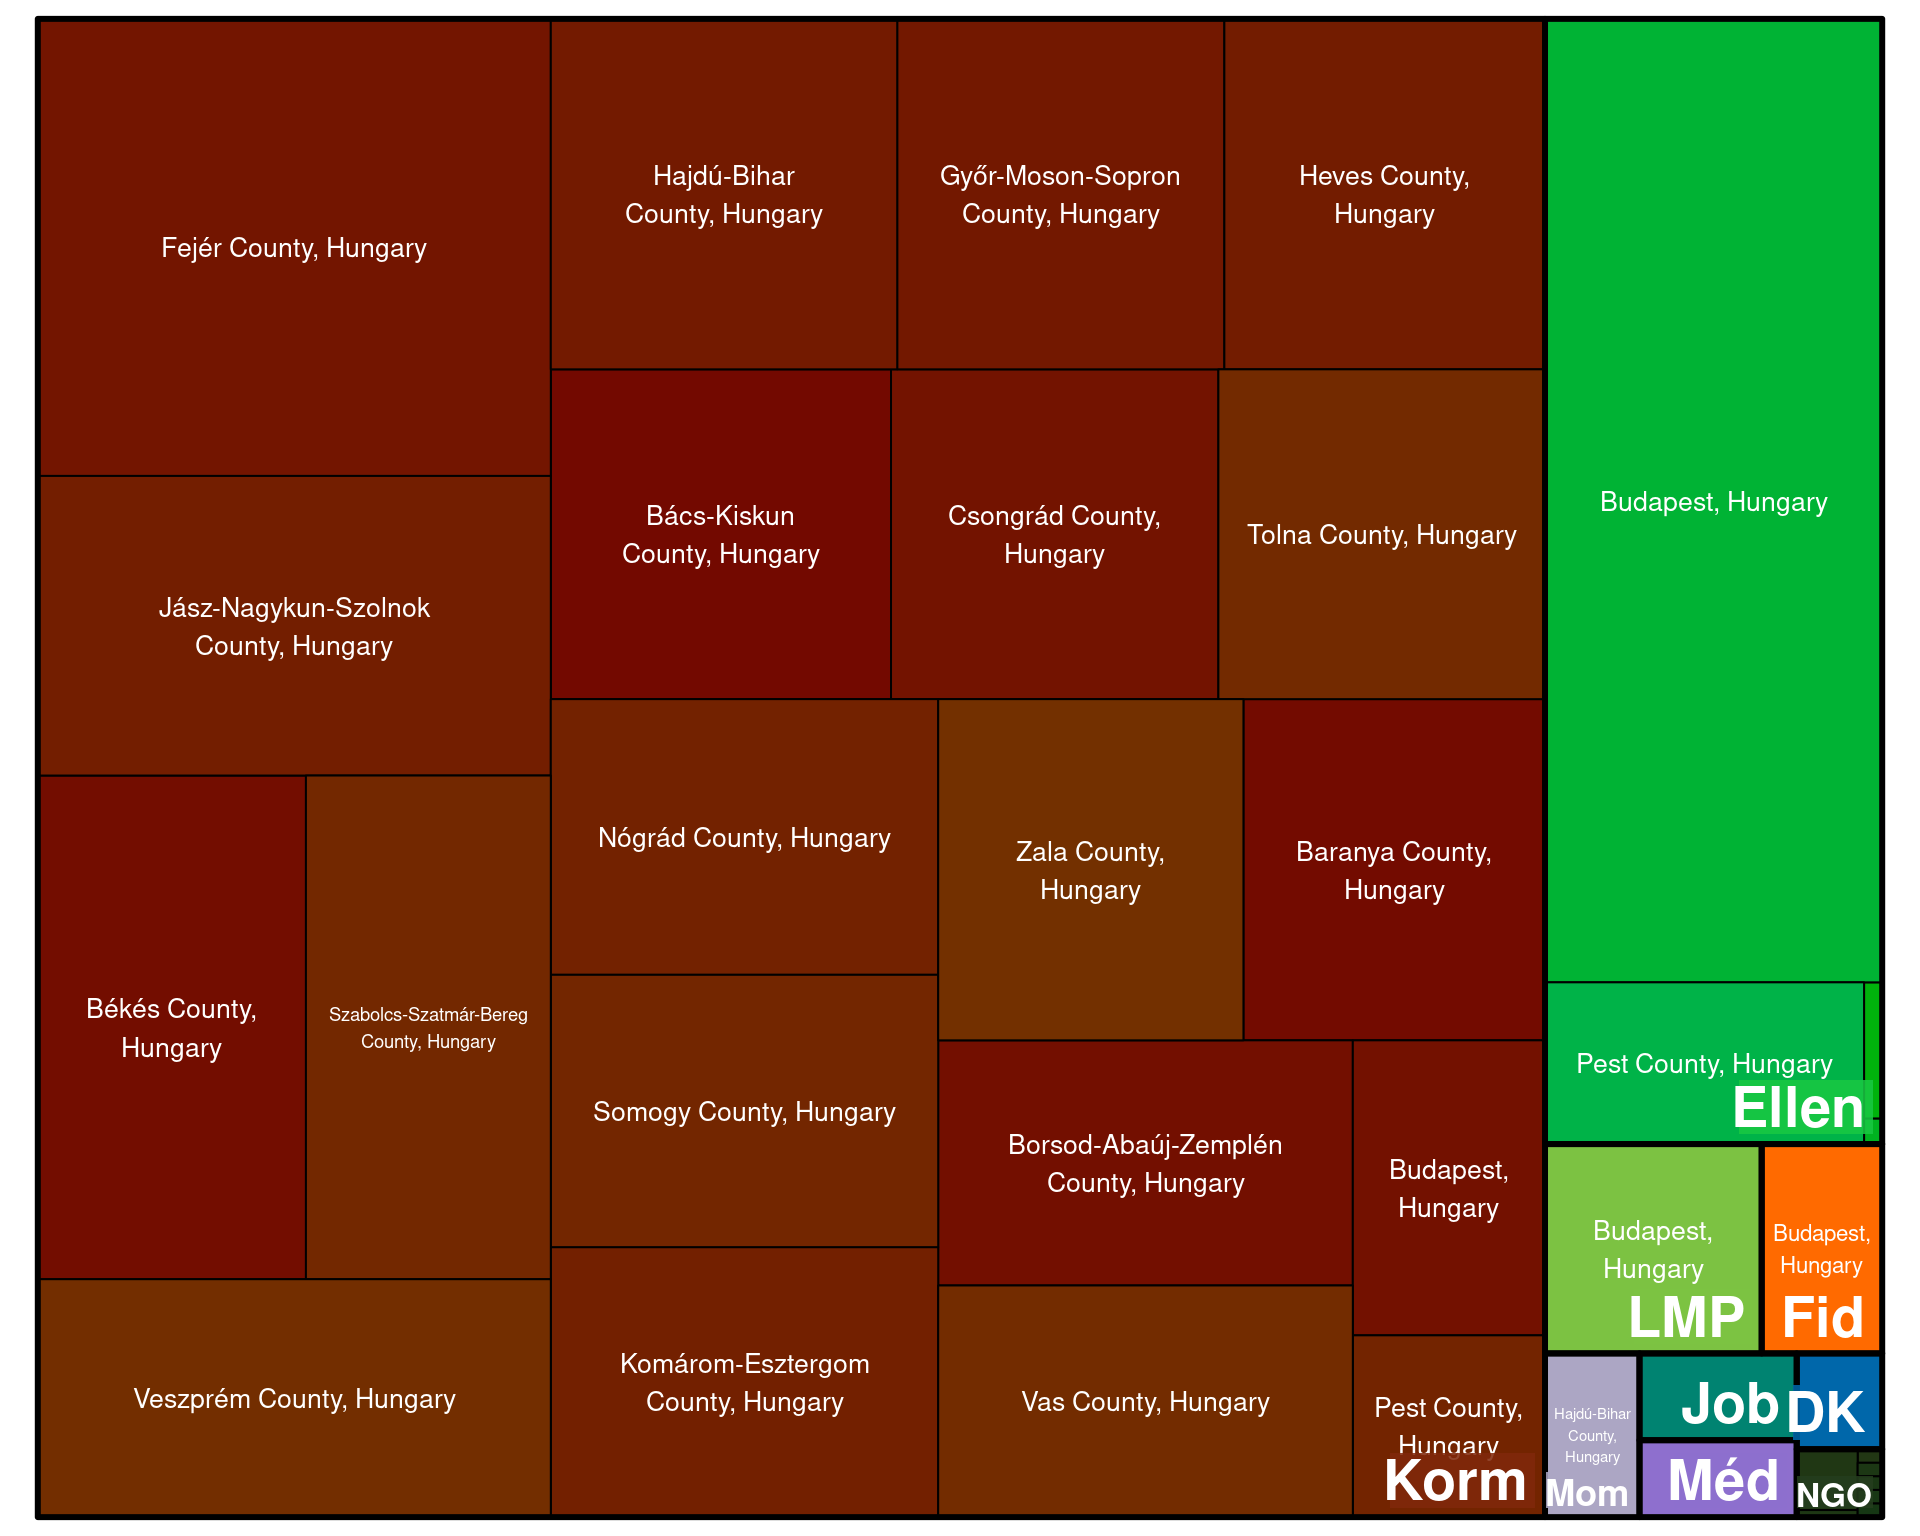 Fejér County, Hungary
Hajdú-Bihar
County, Hungary
Győr-Moson-Sopron
County, Hungary
Heves County,
Hungary
Budapest, Hungary
Jász-Nagykun-Szolnok
County, Hungary
Bács-Kiskun
County, Hungary
Csongrád County,
Hungary
Tolna County, Hungary
Békés County,
Hungary
Szabolcs-Szatmár-Bereg
County, Hungary
Nógrád County, Hungary
Zala County,
Hungary
Baranya County,
Hungary
Somogy County, Hungary
Borsod-Abaúj-Zemplén
County, Hungary
Budapest,
Hungary
Veszprém County, Hungary
Komárom-Esztergom
County, Hungary
Vas County, Hungary
Pest County,
Hungary
Korm
Pest County, Hungary
Ellen
Budapest,
Hungary
LMP
Budapest,
Hungary
Fid
Hajdú-Bihar
County,
Hungary
Mom
Job
DK
Méd
NGO